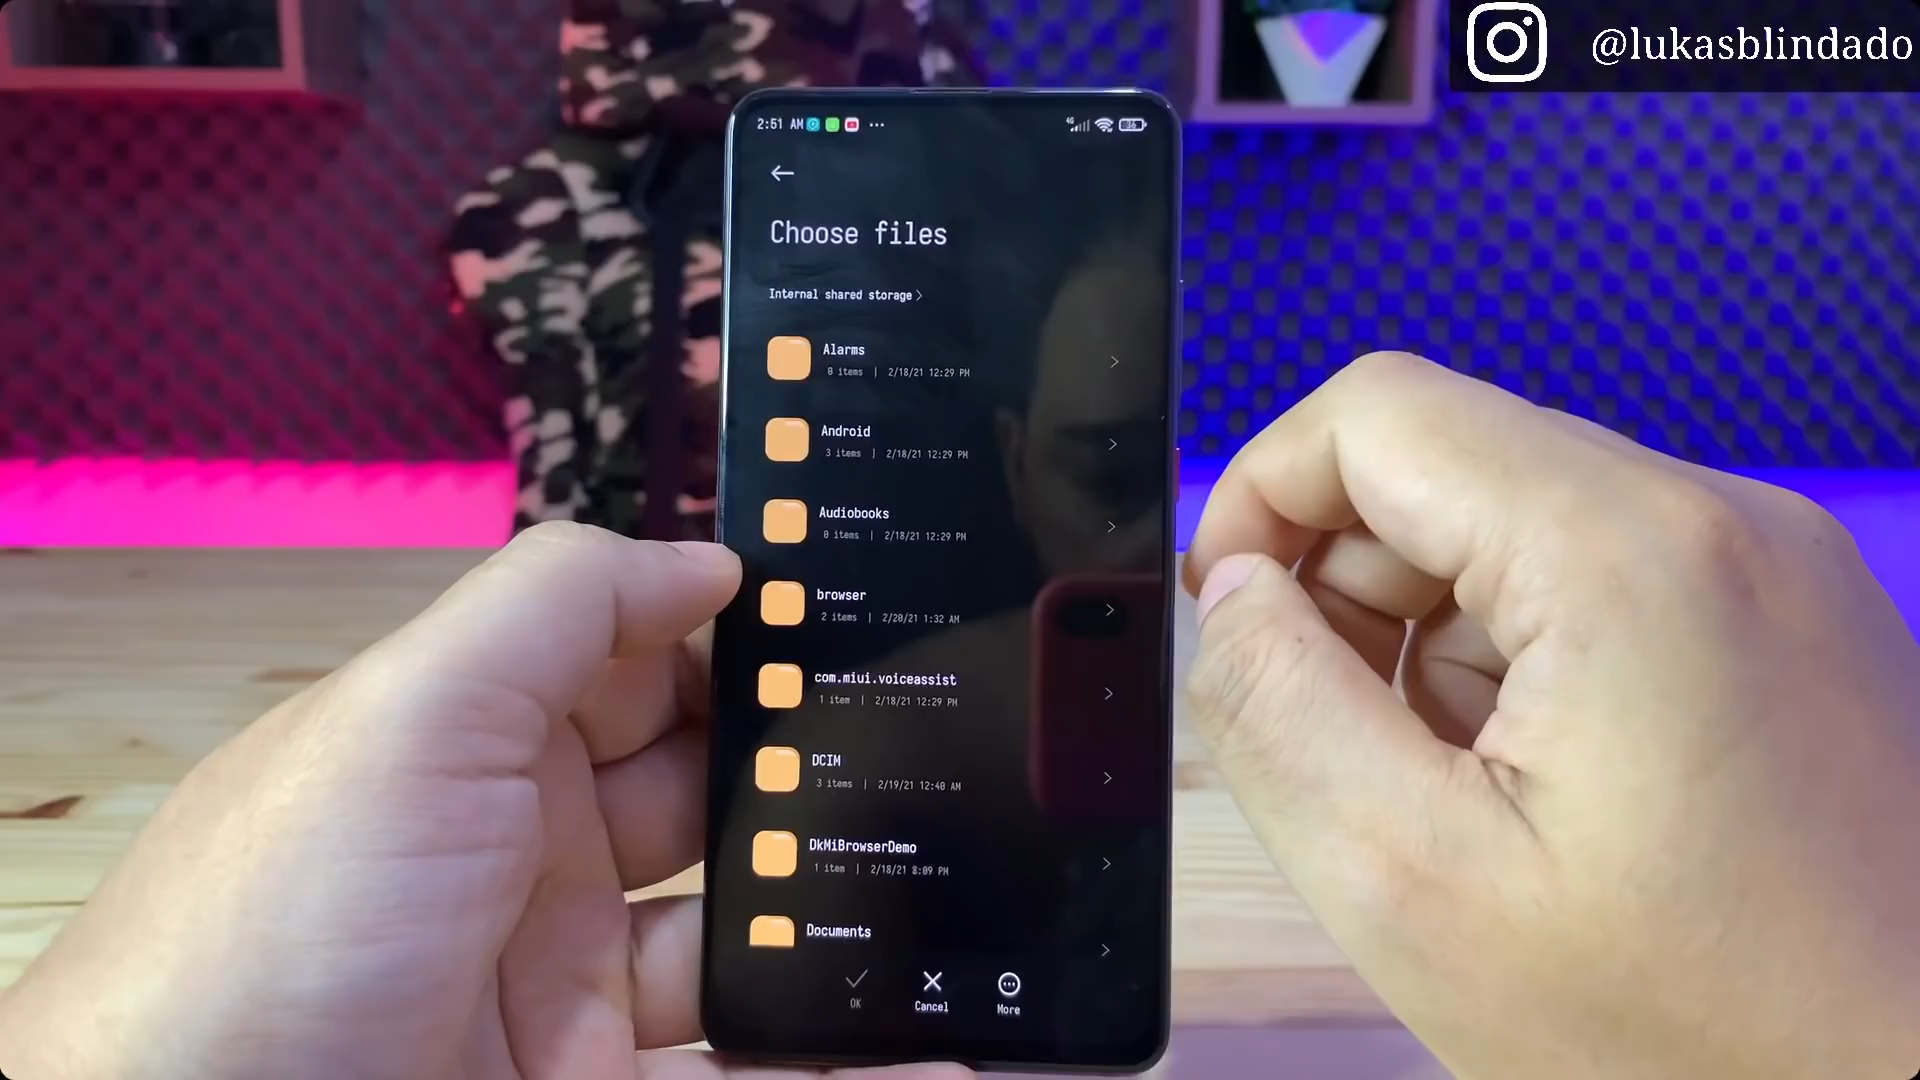 @lukasblindado
2:51 AM
4G
36
Choose files
Internal shared storage
Alarms
0 items | 2/18/21 12:29 PM
Android
3 items | 2/18/21 12:29 PM
Audiobooks
0 items | 2/18/21 12:29 PM
browser
2 items | 2/20/21 1:32 AM
com.miui.voiceassist
1 item | 2/18/21 12:29 PM
DCIM
3 items | 2/19/21 12:40 AM
DkMiBrowserDemo
1 item | 2/18/21 8:09 PM
Documents
OK
Cancel
More